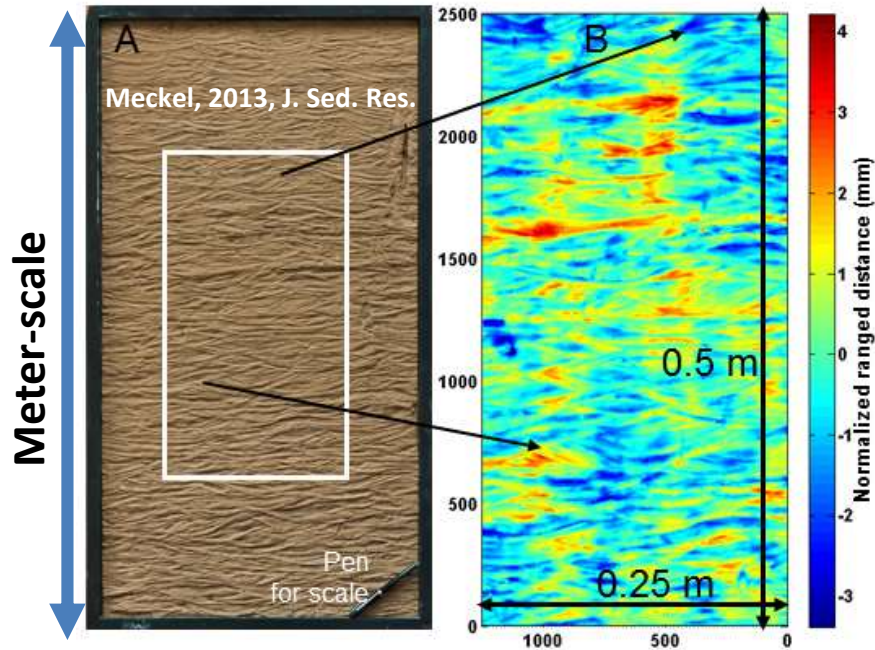 Meter-scale
A
Meckel, 2013, J. Sed. Res.
Pen
for scale
B
2500
2000
1500
1000
500
0
1000
500
0
0.5 m
0.25 m
4
3
2
1
0
-1
-2
-3
Normalized ranged distance (mm)